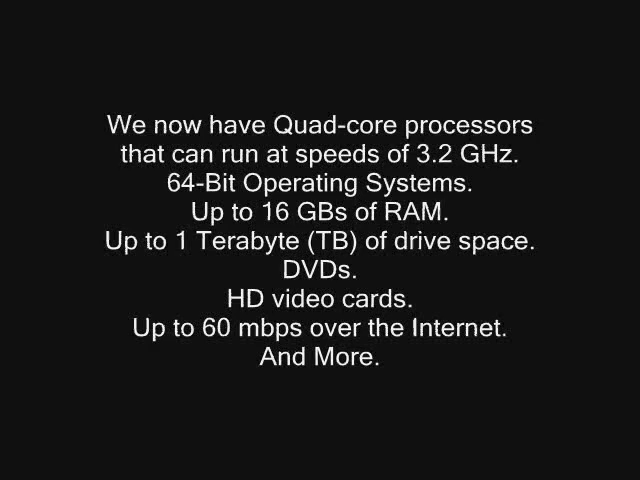 We now have Quad-core processors
that can run at speeds of 3.2 GHz.
64-Bit Operating Systems.
Up to 16 GBs of RAM.
Up to 1 Terabyte (TB) of drive space.
DVDs.
HD video cards.
Up to 60 mbps over the Internet.
And More.